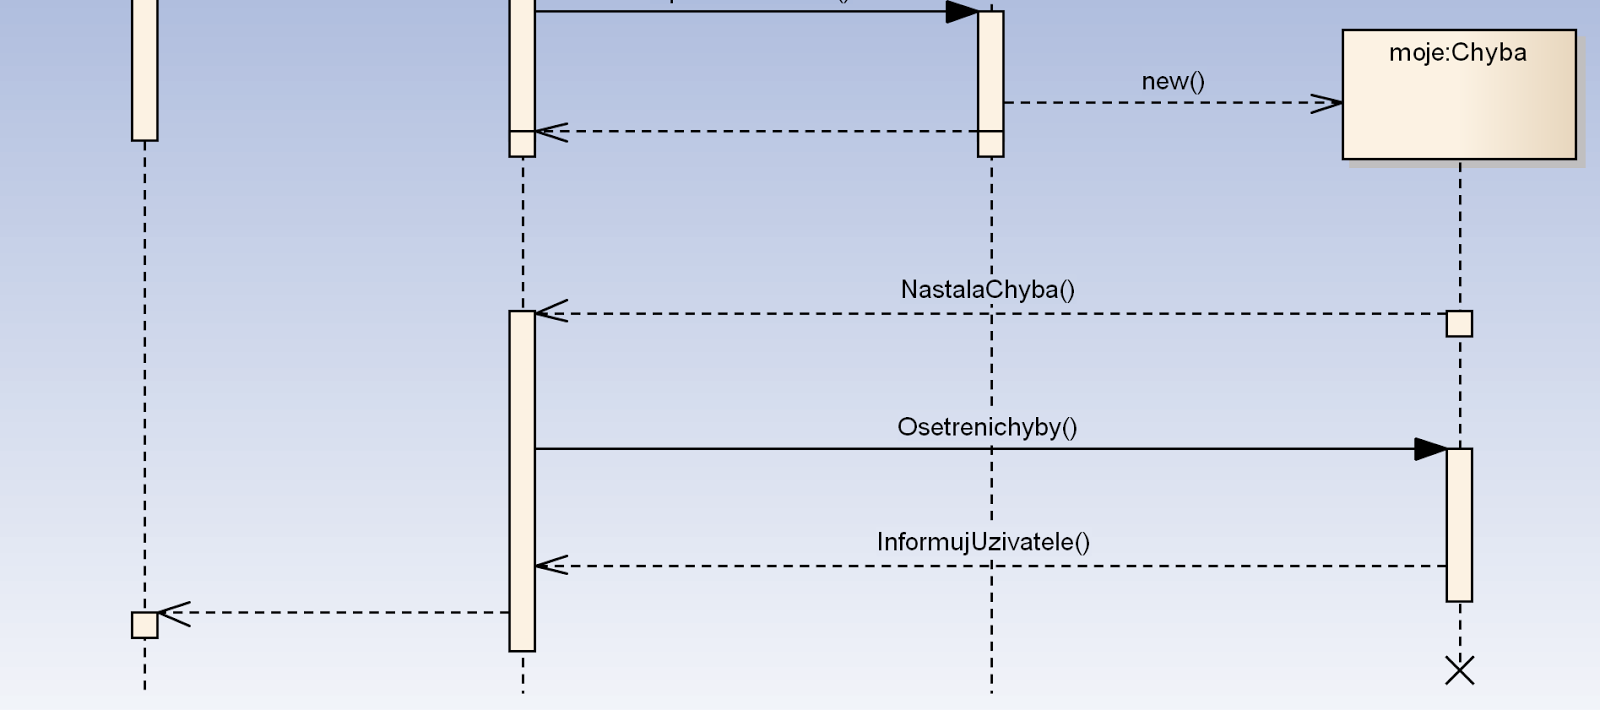 moje:Chyba
new()
NastalaChyba()
Osetrenichyby()
InformujUzivatele()